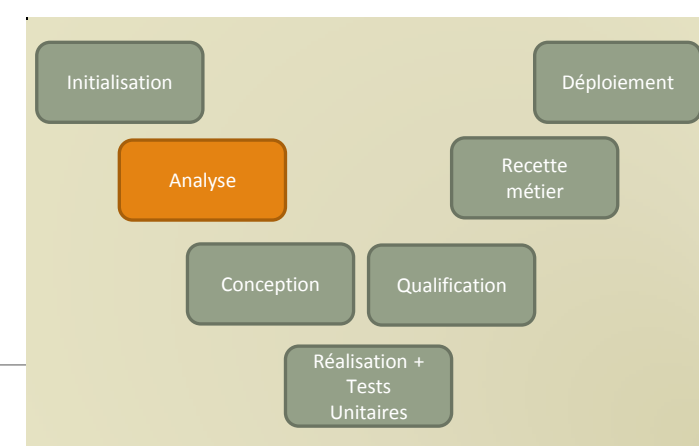 Initialisation
Déploiement
Analyse
Recette
métier
Conception
Qualification
Réalisation +
Tests
Unitaires